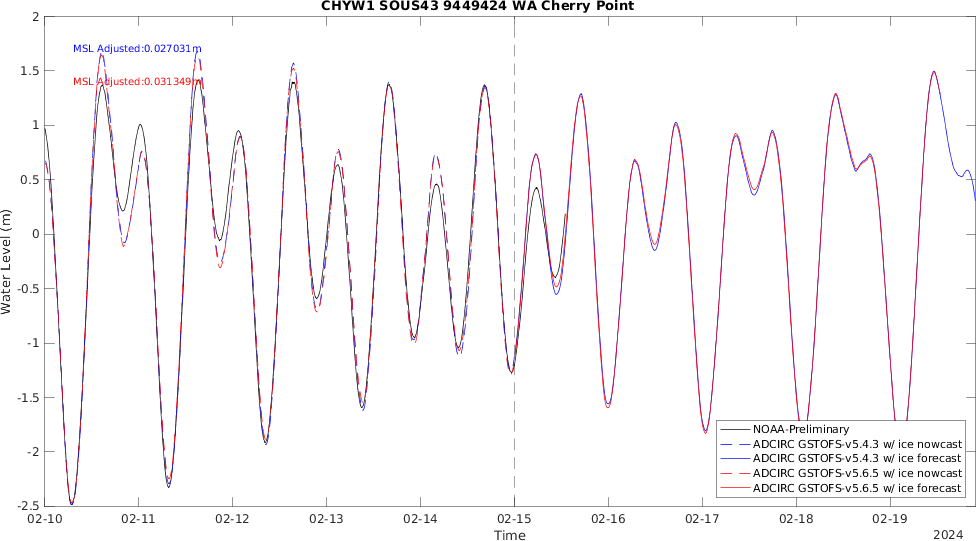 CHYW1 SOUS43 9449424 WA Cherry Point
MSL Adjusted:0.027031m
MSL Adjusted:0.031349m
Water Level (m)
2
1.5
1
0.5
0
-0.5
-1
-1.5
-2
-2.5
NOAA-Preliminary
ADCIRC GSTOFS-v5.4.3 w/ ice nowcast
ADCIRC GSTOFS-v5.4.3 w/ ice forecast
ADCIRC GSTOFS-v5.6.5 w/ ice nowcast
ADCIRC GSTOFS-v5.6.5 w/ ice forecast
02-10 02-11 02-12 02-13 02-14 02-15 02-16 02-17 02-18 02-19
Time
2024